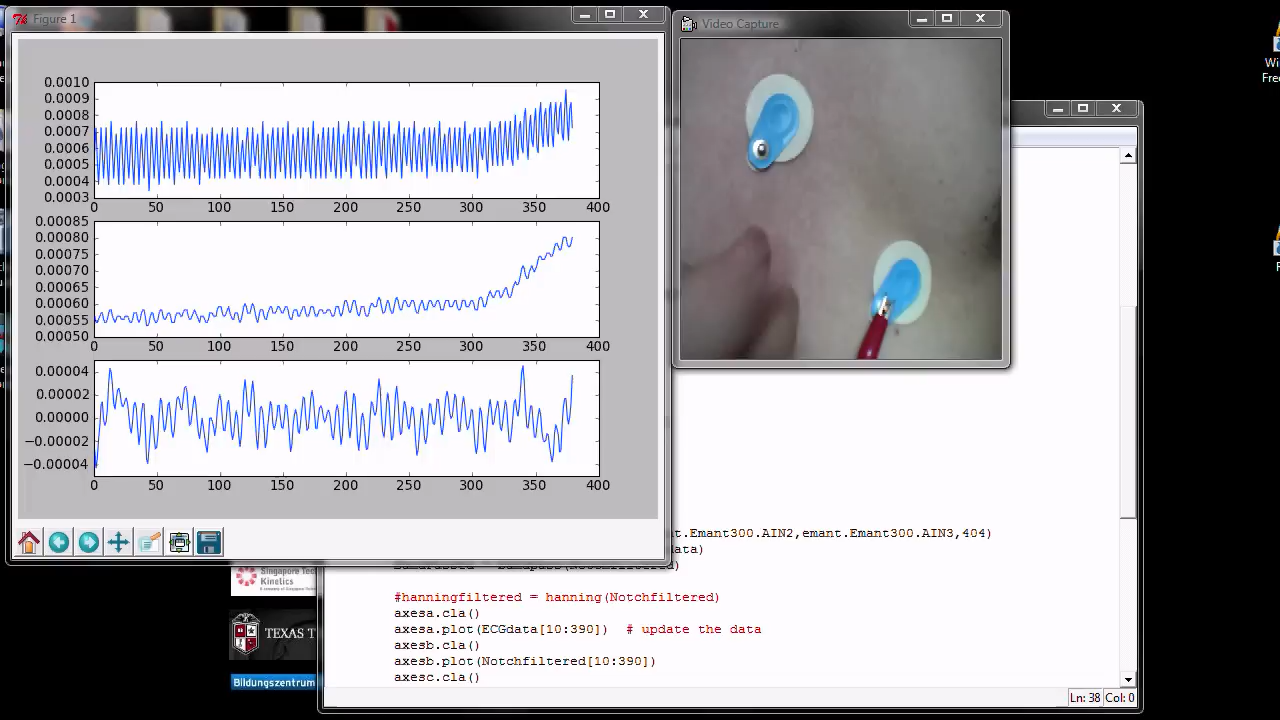 Figure 1
0.0010
0.0009
0.0008
0.0007
0.0006
0.0005
0.0004
0.0003
0 50 100 150 200 250 300 350 400
0.00085
0.00080
0.00075
0.00070
0.00065
0.00060
0.00055
0.00050
0 50 100 150 200 250 300 350 400
0.00004
0.00002
0.00000
−0.00002
−0.00004
0 50 100 150 200 250 300 350 400
Video Capture
Wi
Free
F
t.Emant300.AIN2,emant.Emant300.AIN3,404)
data)
#hanningfiltered = hanning(Notchfiltered)
axesa.cla()
axesa.plot(ECGdata[10:390]) # update the data
axesb.cla()
axesb.plot(Notchfiltered[10:390])
axesc.cla()
Ln: 38 Col: 0
Singapore Tec
Kinetics
TEXAS T
Bildungszentrum